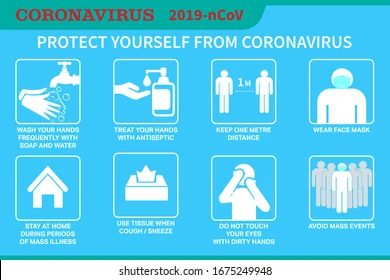 CORONAVIRUS 2019-nCoV
PROTECT YOURSELF FROM CORONAVIRUS
1 M
WASH YOUR HANDS
FREQUENTLY WITH
SOAP AND WATER
TREAT YOUR HANDS
WITH ANTISEPTIC
KEEP ONE METRE
DISTANCE
WEAR FACE MASK
STAY AT HOME
DURING PERIODS
OF MASS ILLNESS
USE TISSUE WHEN
COUGH / SNEEZE
DO NOT TOUCH
YOUR EYES
WITH DIRTY HANDS
AVOID MASS EVENTS
shutterstock.com · 1675249948